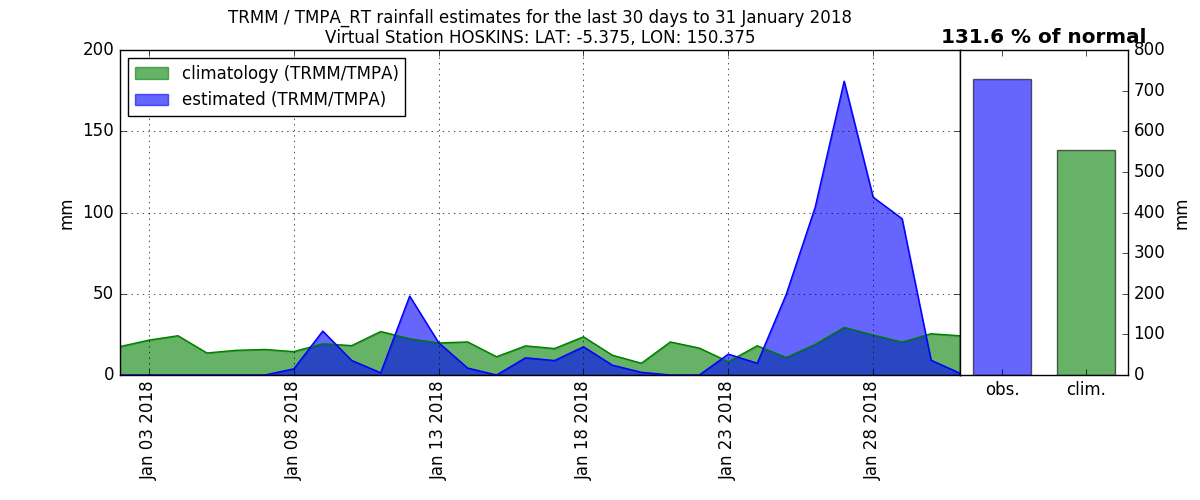 TRMM / TMPA_RT rainfall estimates for the last 30 days to 31 January 2018
Virtual Station HOSKINS: LAT: -5.375, LON: 150.375
131.6 % of normal
climatology (TRMM/TMPA)
estimated (TRMM/TMPA)
200
150
100
50
0
mm
Jan 03 2018
Jan 08 2018
Jan 13 2018
Jan 18 2018
Jan 23 2018
Jan 28 2018
800
700
600
500
400
300
200
100
0
mm
obs.
clim.